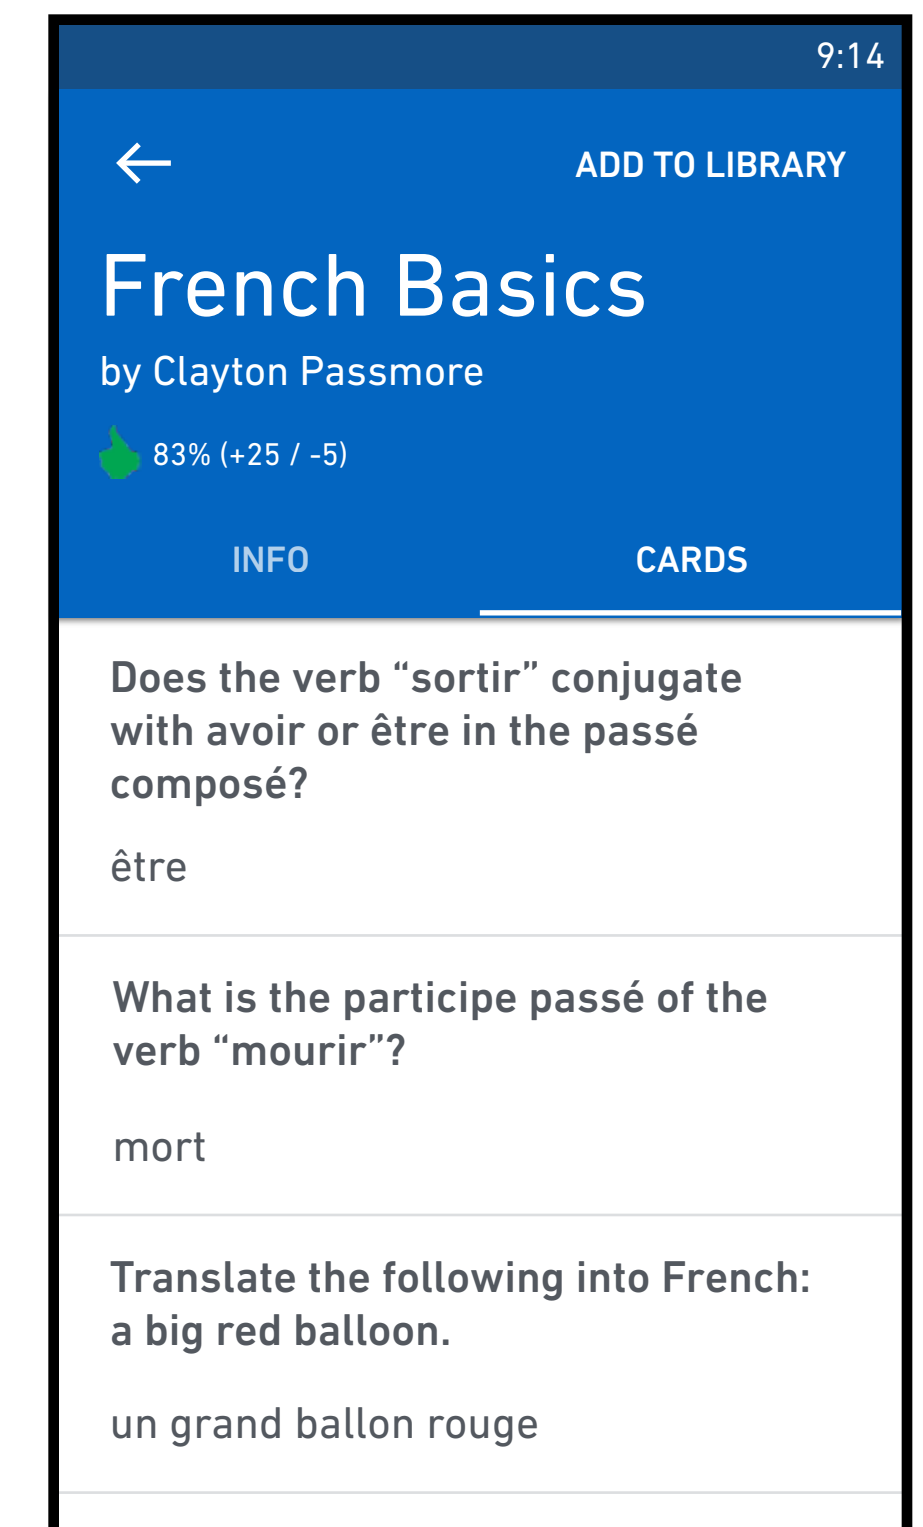 9:14
ADD TO LIBRARY
French Basics
by Clayton Passmore
83% (+25 / -5)
INFO
CARDS
Does the verb “sortir” conjugate
with avoir or être in the passé
composé?
être
What is the participe passé of the
verb “mourir”?
mort
Translate the following into French:
a big red balloon.
un grand ballon rouge